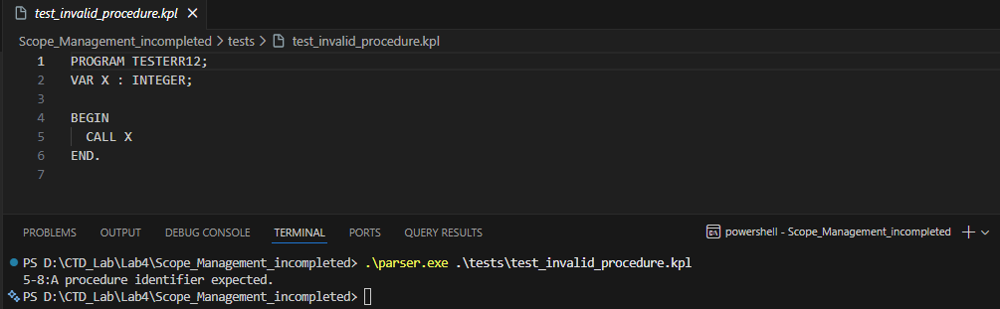 test_invalid_procedure.kpl
Scope_Management_incompleted > tests > test_invalid_procedure.kpl
1 PROGRAM TESTERR12;
2 VAR X : INTEGER;
3
4 BEGIN
5 CALL X
6 END.
7
PROBLEMS OUTPUT DEBUG CONSOLE TERMINAL PORTS QUERY RESULTS powershell - Scope_Management_incompleted
PS D:\CTD_Lab\Lab4\Scope_Management_incompleted> .\parser.exe .\tests\test_invalid_procedure.kpl
5-8:A procedure identifier expected.
PS D:\CTD_Lab\Lab4\Scope_Management_incompleted>